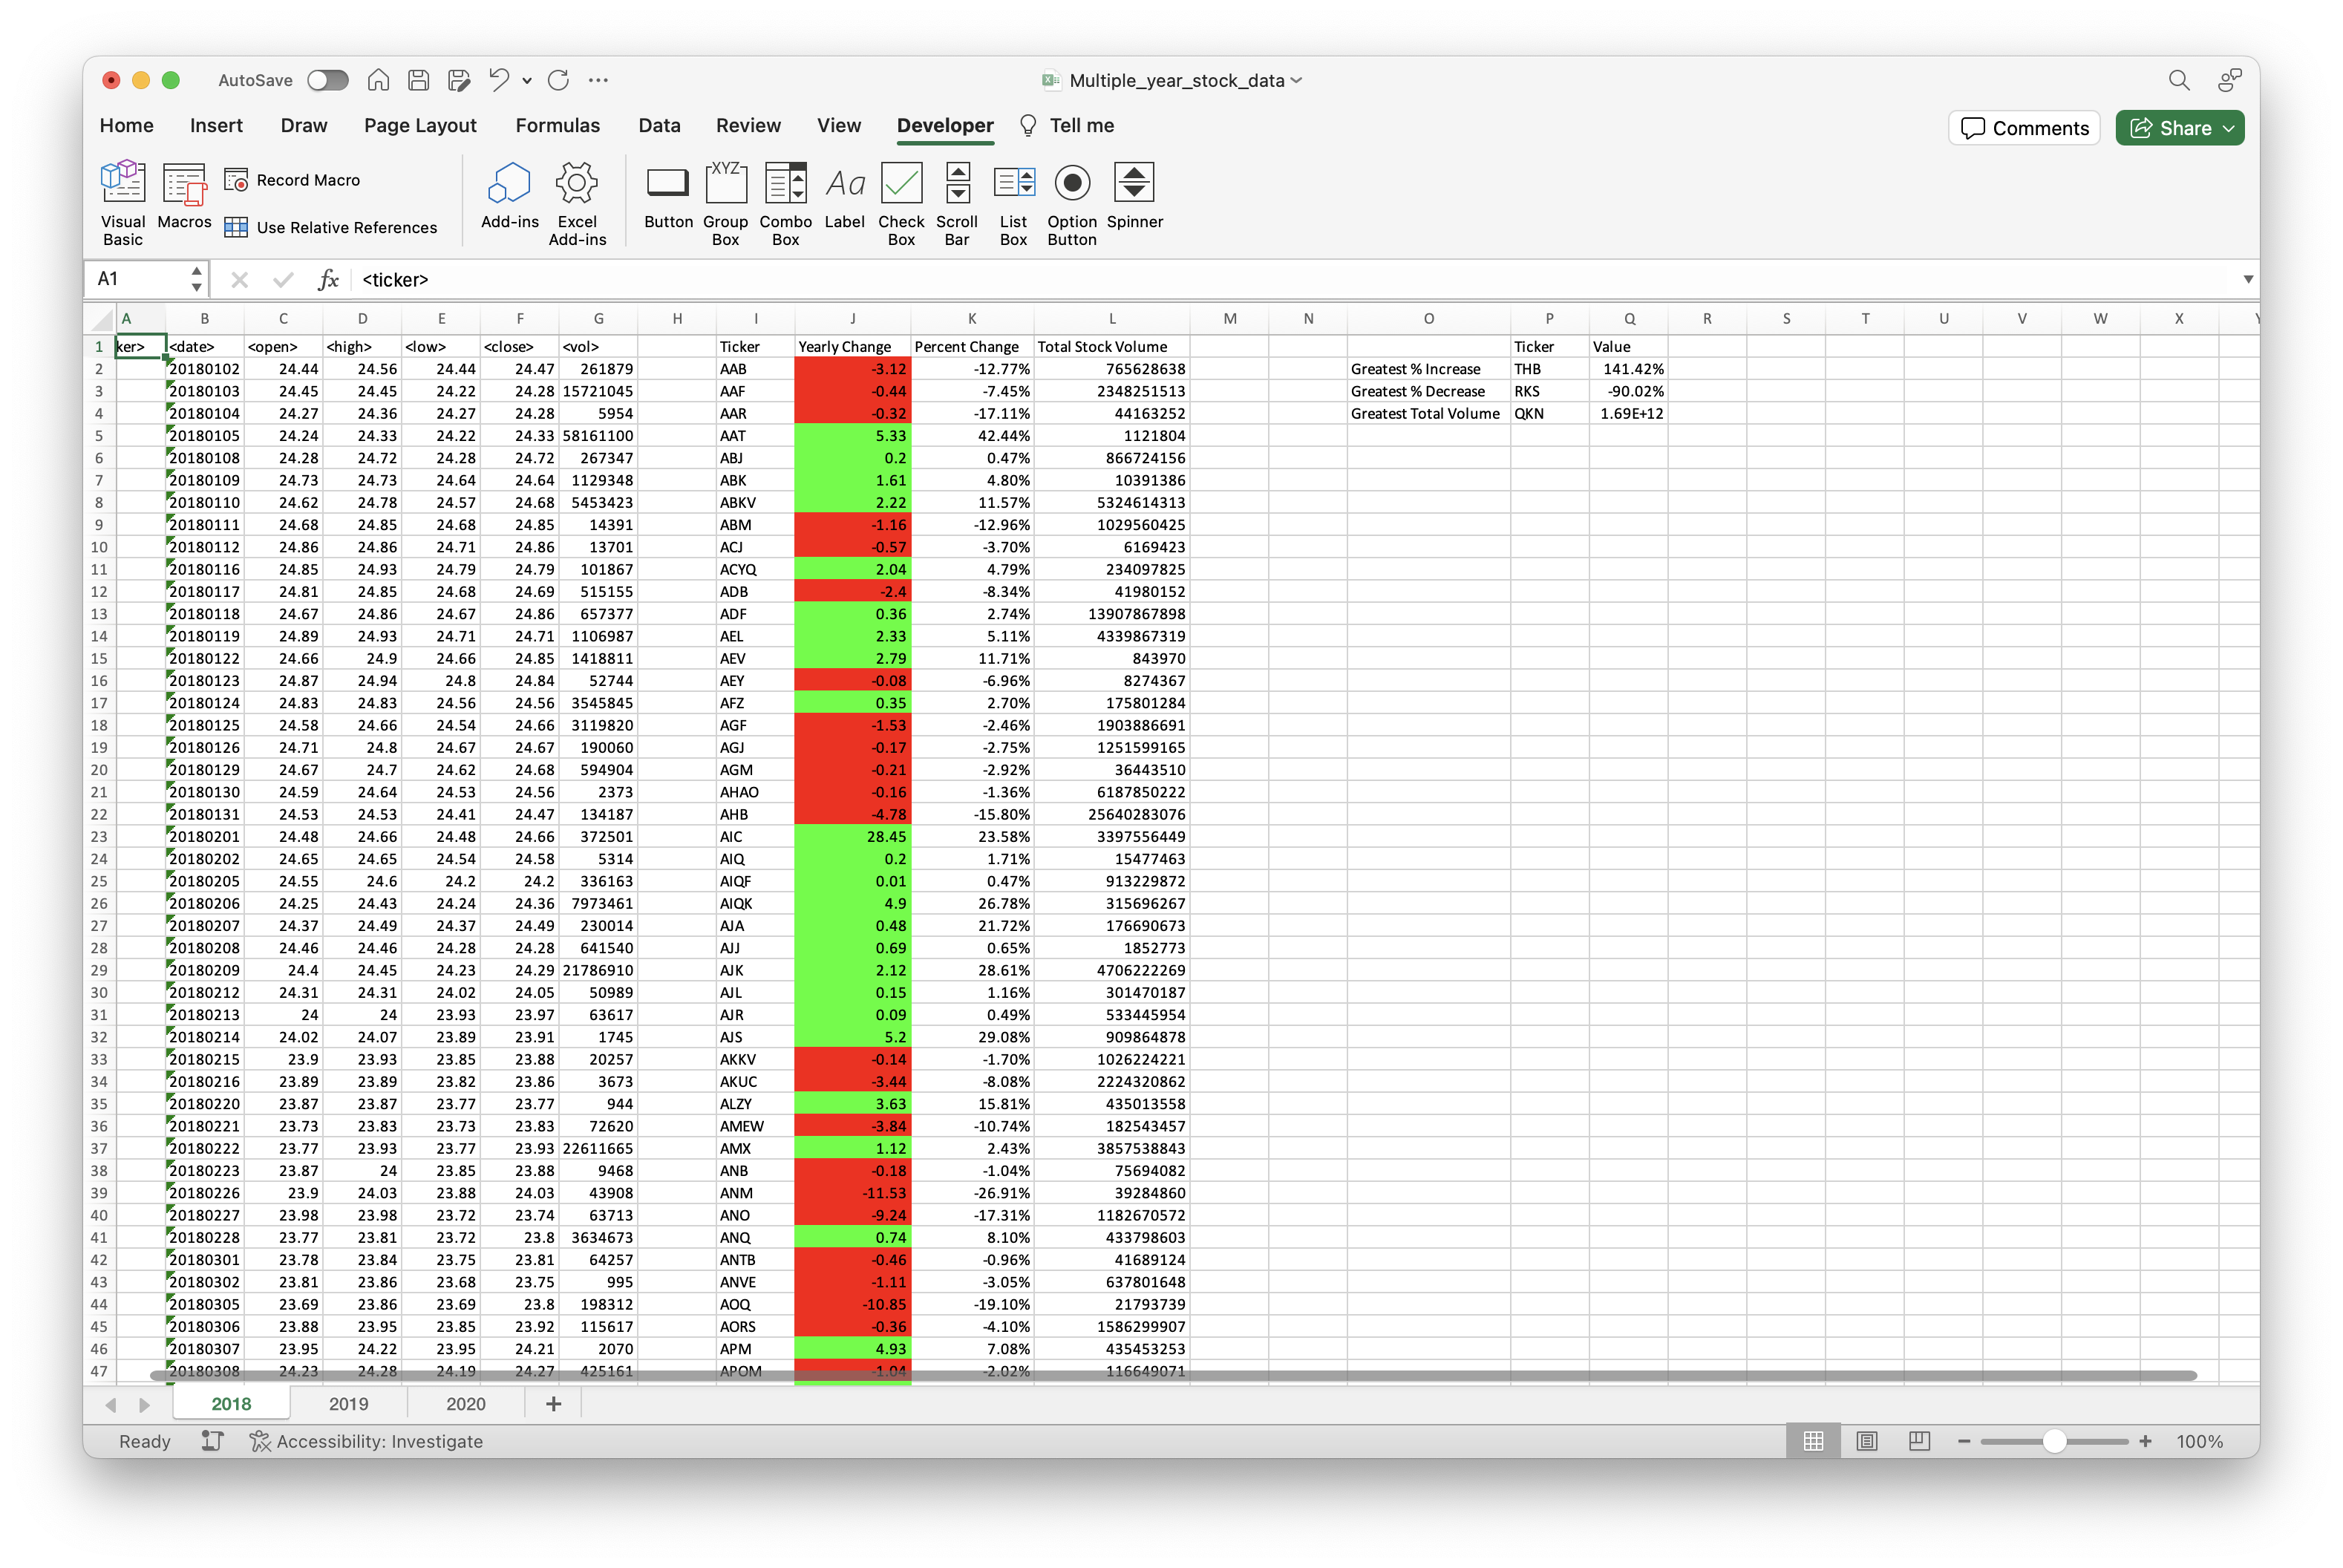 AutoSave Multiple_year_stock_data
Home Insert Draw Page Layout Formulas Data Review View Developer Tell me Comments Share
Visual Basic Macros Record Macro Use Relative References Add-ins Excel Add-ins Button XYZ Group Box Combo Box Aa Label Check Box Scroll Bar List Box Option Button Spinner
A1 fx <ticker>
A B C D E F G H I J K L M N O P Q R S T U V W X Y
1 ker> <date> <open> <high> <low> <close> <vol> Ticker Yearly Change Percent Change Total Stock Volume Ticker Value
2 20180102 24.44 24.56 24.44 24.47 261879 AAB -3.12 -12.77% 765628638 Greatest % Increase THB 141.42%
3 20180103 24.45 24.45 24.22 24.28 15721045 AAF -0.44 -7.45% 2348251513 Greatest % Decrease RKS -90.02%
4 20180104 24.27 24.36 24.27 24.28 5954 AAR -0.32 -17.11% 44163252 Greatest Total Volume QKN 1.69E+12
5 20180105 24.24 24.33 24.22 24.33 58161100 AAT 5.33 42.44% 1121804
6 20180108 24.28 24.72 24.28 24.72 267347 ABJ 0.2 0.47% 866724156
7 20180109 24.73 24.73 24.64 24.64 1129348 ABK 1.61 4.80% 10391386
8 20180110 24.62 24.78 24.57 24.68 5453423 ABKV 2.22 11.57% 5324614313
9 20180111 24.68 24.85 24.68 24.85 14391 ABM -1.16 -12.96% 1029560425
10 20180112 24.86 24.86 24.71 24.86 13701 ACJ -0.57 -3.70% 6169423
11 20180116 24.85 24.93 24.79 24.79 101867 ACYQ 2.04 4.79% 234097825
12 20180117 24.81 24.85 24.68 24.69 515155 ADB -2.4 -8.34% 41980152
13 20180118 24.67 24.86 24.67 24.86 657377 ADF 0.36 2.74% 13907867898
14 20180119 24.89 24.93 24.71 24.71 1106987 AEL 2.33 5.11% 4339867319
15 20180122 24.66 24.9 24.66 24.85 1418811 AEV 2.79 11.71% 843970
16 20180123 24.87 24.94 24.8 24.84 52744 AEY -0.08 -6.96% 8274367
17 20180124 24.83 24.83 24.56 24.56 3545845 AFZ 0.35 2.70% 175801284
18 20180125 24.58 24.66 24.54 24.66 3119820 AGF -1.53 -2.46% 1903886691
19 20180126 24.71 24.8 24.67 24.67 190060 AGJ -0.17 -2.75% 1251599165
20 20180129 24.67 24.7 24.62 24.68 594904 AGM -0.21 -2.92% 36443510
21 20180130 24.59 24.64 24.53 24.56 2373 AHAO -0.16 -1.36% 6187850222
22 20180131 24.53 24.53 24.41 24.47 134187 AHB -4.78 -15.80% 25640283076
23 20180201 24.48 24.66 24.48 24.66 372501 AIC 28.45 23.58% 3397556449
24 20180202 24.65 24.65 24.54 24.58 5314 AIQ 0.2 1.71% 15477463
25 20180205 24.55 24.6 24.2 24.2 336163 AIQF 0.01 0.47% 913229872
26 20180206 24.25 24.43 24.24 24.36 7973461 AIQK 4.9 26.78% 315696267
27 20180207 24.37 24.49 24.37 24.49 230014 AJA 0.48 21.72% 176690673
28 20180208 24.46 24.46 24.28 24.28 641540 AJJ 0.69 0.65% 1852773
29 20180209 24.4 24.45 24.23 24.29 21786910 AJK 2.12 28.61% 4706222269
30 20180212 24.31 24.31 24.02 24.05 50989 AJL 0.15 1.16% 301470187
31 20180213 24 24 23.93 23.97 63617 AJR 0.09 0.49% 533445954
32 20180214 24.02 24.07 23.89 23.91 1745 AJS 5.2 29.08% 909864878
33 20180215 23.9 23.93 23.85 23.88 20257 AKKV -0.14 -1.70% 1026224221
34 20180216 23.89 23.89 23.82 23.86 3673 AKUC -3.44 -8.08% 2224320862
35 20180220 23.87 23.87 23.77 23.77 944 ALZY 3.63 15.81% 435013558
36 20180221 23.73 23.83 23.73 23.83 72620 AMEW -3.84 -10.74% 182543457
37 20180222 23.77 23.93 23.77 23.93 22611665 AMX 1.12 2.43% 3857538843
38 20180223 23.87 24 23.85 23.88 9468 ANB -0.18 -1.04% 75694082
39 20180226 23.9 24.03 23.88 24.03 43908 ANM -11.53 -26.91% 39284860
40 20180227 23.98 23.98 23.72 23.74 63713 ANO -9.24 -17.31% 1182670572
41 20180228 23.77 23.81 23.72 23.8 3634673 ANQ 0.74 8.10% 433798603
42 20180301 23.78 23.84 23.75 23.81 64257 ANTB -0.46 -0.96% 41689124
43 20180302 23.81 23.86 23.68 23.75 995 ANVE -1.11 -3.05% 637801648
44 20180305 23.69 23.86 23.69 23.8 198312 AOQ -10.85 -19.10% 21793739
45 20180306 23.88 23.95 23.85 23.92 115617 AORS -0.36 -4.10% 1586299907
46 20180307 23.95 24.22 23.95 24.21 2070 APM 4.93 7.08% 435453253
47 20180308 24.23 24.28 24.19 24.27 425161 APOM -1.04 -2.02% 116649071
2018 2019 2020
Ready Accessibility: Investigate 100%